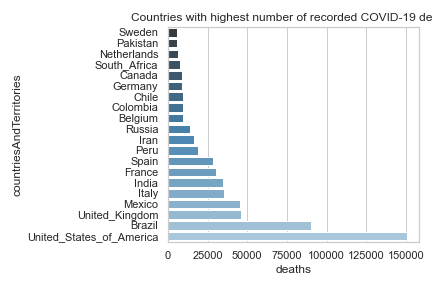 Countries with highest number of recorded COVID-19 de
Sweden
Pakistan
Netherlands
South_Africa
Canada
Germany
Chile
Colombia
Belgium
Russia
Iran
Peru
Spain
France
India
Italy
Mexico
United_Kingdom
Brazil
United_States_of_America
countriesAndTerritories
0 25000 50000 75000 100000 125000 150000
deaths